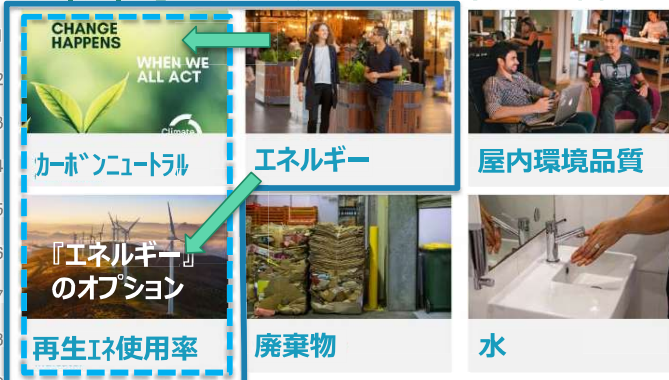 CHANGE
HAPPENS
WHEN WE
ALL ACT
Climate
カーボンニュートラル
エネルギー
屋内環境品質
『エネルギー』
のオプション
再生エネ使用率
廃棄物
水